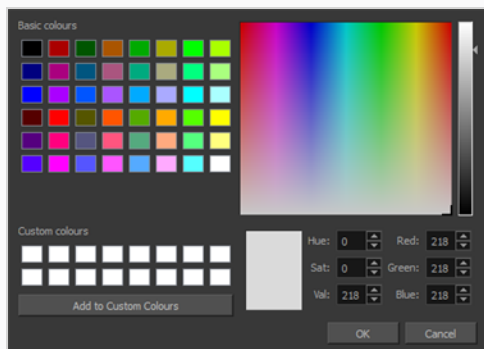 Basic colours
Custom colours
Add to Custom Colours
Hue: 0 Red: 218
Sat: 0 Green: 218
Val: 218 Blue: 218
OK Cancel